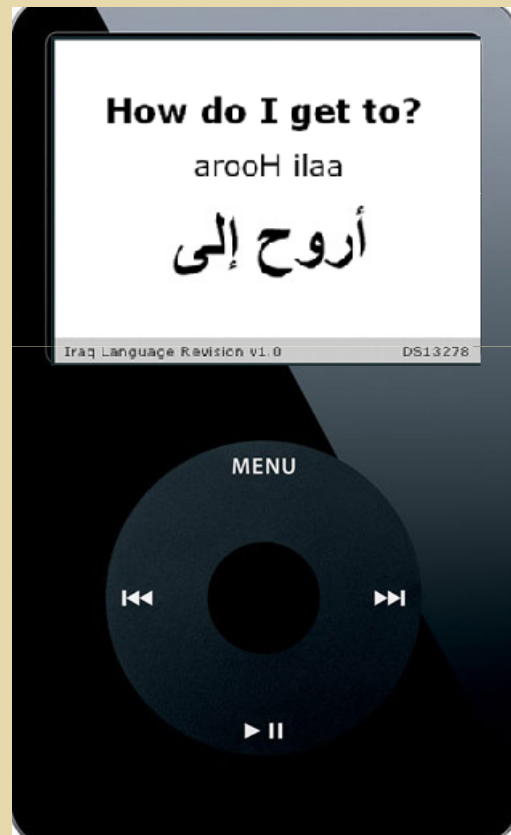 How do I get to?
arooH ilaa
أروح إلى
Iraq Language Revision v1.0 DS13278
MENU